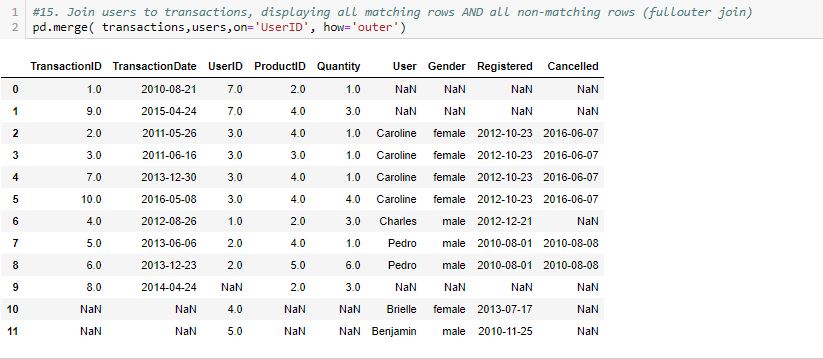 1 #15. Join users to transactions, displaying all matching rows AND all non-matching rows (fullouter join)
2 pd.merge( transactions,users,on='UserID', how='outer')
TransactionID TransactionDate UserID ProductID Quantity User Gender Registered Cancelled
0 1.0 2010-08-21 7.0 2.0 1.0 NaN NaN NaN NaN
1 9.0 2015-04-24 7.0 4.0 3.0 NaN NaN NaN NaN
2 2.0 2011-05-26 3.0 4.0 1.0 Caroline female 2012-10-23 2016-06-07
3 3.0 2011-06-16 3.0 3.0 1.0 Caroline female 2012-10-23 2016-06-07
4 7.0 2013-12-30 3.0 4.0 1.0 Caroline female 2012-10-23 2016-06-07
5 10.0 2016-05-08 3.0 4.0 4.0 Caroline female 2012-10-23 2016-06-07
6 4.0 2012-08-26 1.0 2.0 3.0 Charles male 2012-12-21 NaN
7 5.0 2013-06-06 2.0 4.0 1.0 Pedro male 2010-08-01 2010-08-08
8 6.0 2013-12-23 2.0 5.0 6.0 Pedro male 2010-08-01 2010-08-08
9 8.0 2014-04-24 NaN 2.0 3.0 NaN NaN NaN NaN
10 NaN NaN 4.0 NaN NaN Brielle female 2013-07-17 NaN
11 NaN NaN 5.0 NaN NaN Benjamin male 2010-11-25 NaN